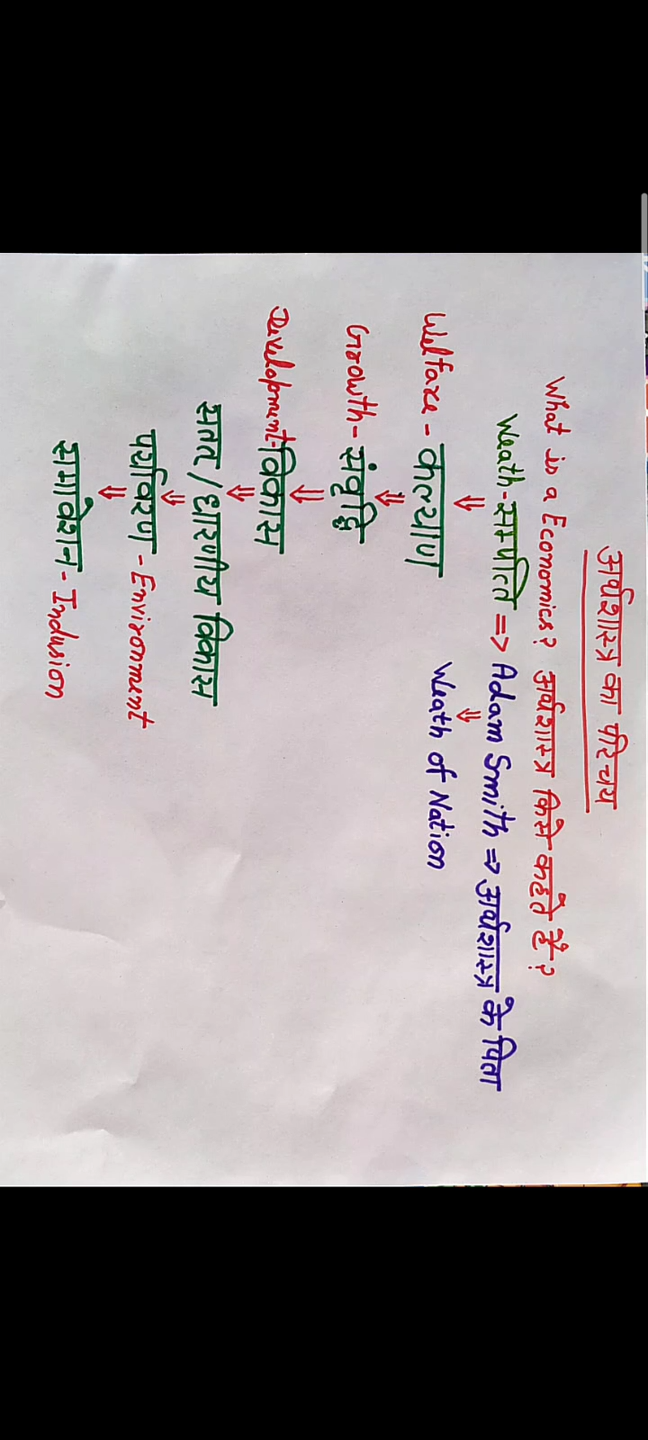 अर्थशास्त्र का परिचय
What is a Economics? अर्थशास्त्र किसे कहते हैं?
Weath - सम्पत्ति => Adam Smith => अर्थशास्त्र के पिता
⇓ ⇓
Welfare - कल्याण Weath of Nation
⇓
Growth - संवृद्धि
⇓
Development - विकास
⇓
सतत / धारणीय विकास
⇓
पर्यावरण - Environment
⇓
समावेशन - Inclusion